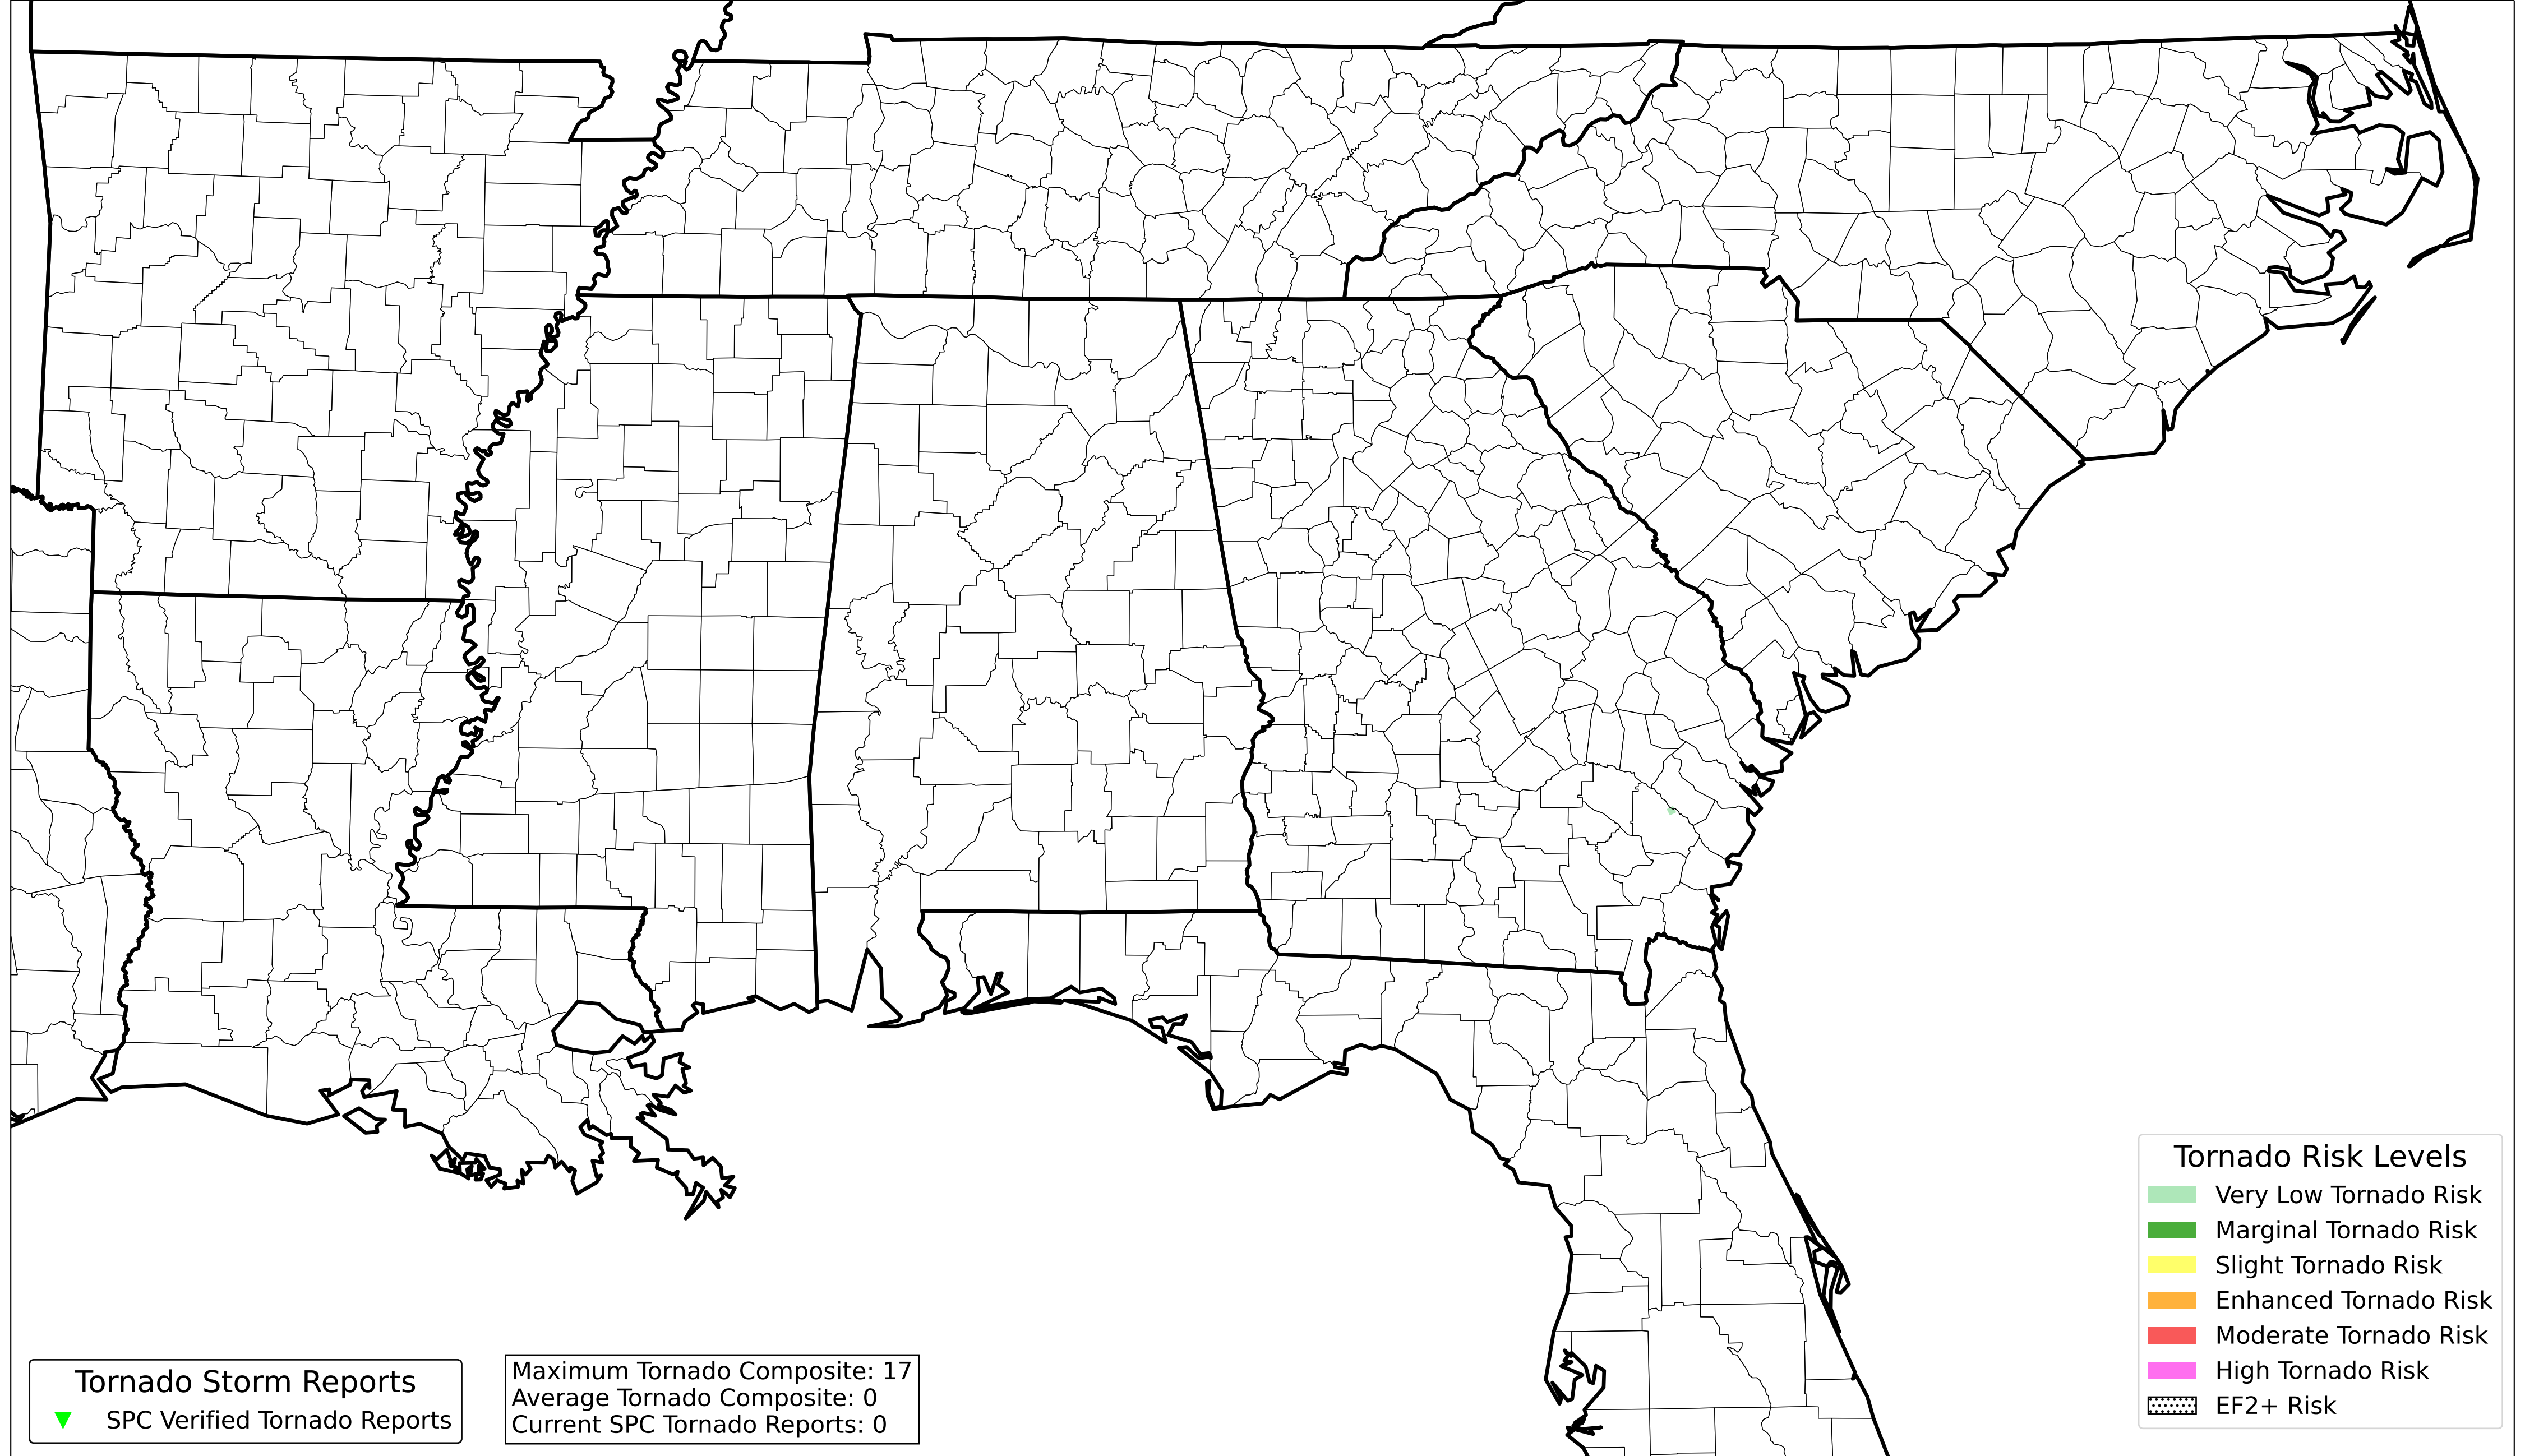 Tornado Storm Reports
SPC Verified Tornado Reports
Maximum Tornado Composite: 17
Average Tornado Composite: 0
Current SPC Tornado Reports: 0
Tornado Risk Levels
Very Low Tornado Risk
Marginal Tornado Risk
Slight Tornado Risk
Enhanced Tornado Risk
Moderate Tornado Risk
High Tornado Risk
EF2+ Risk